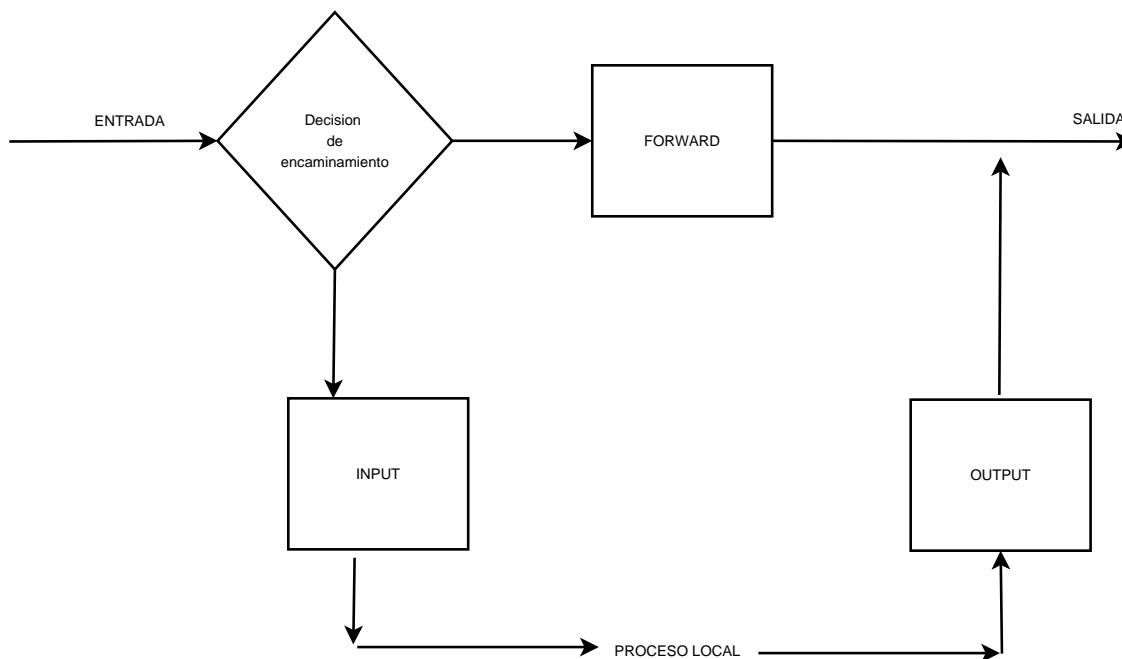 ENTRADA
Decision
de
encaminamiento
FORWARD
SALIDA
INPUT
OUTPUT
PROCESO LOCAL